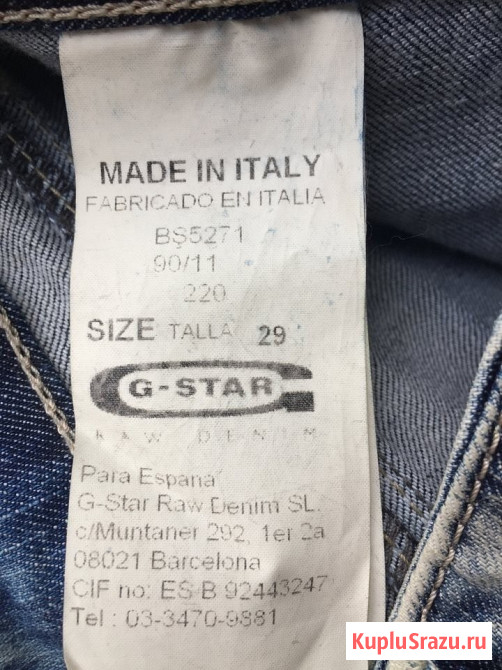 MADE IN ITALY
FABRICADO EN ITALIA
BS5271
90/11
220
SIZE TALLA 29
G-STAR
RAW DENIM
Para Espana
G-Star Raw Denim SL.
c/Muntaner 292, 1er 2a
08021 Barcelona
CIF no: ES-B 92443247
Tel : 03-3470-9881
KupluSrazu.ru